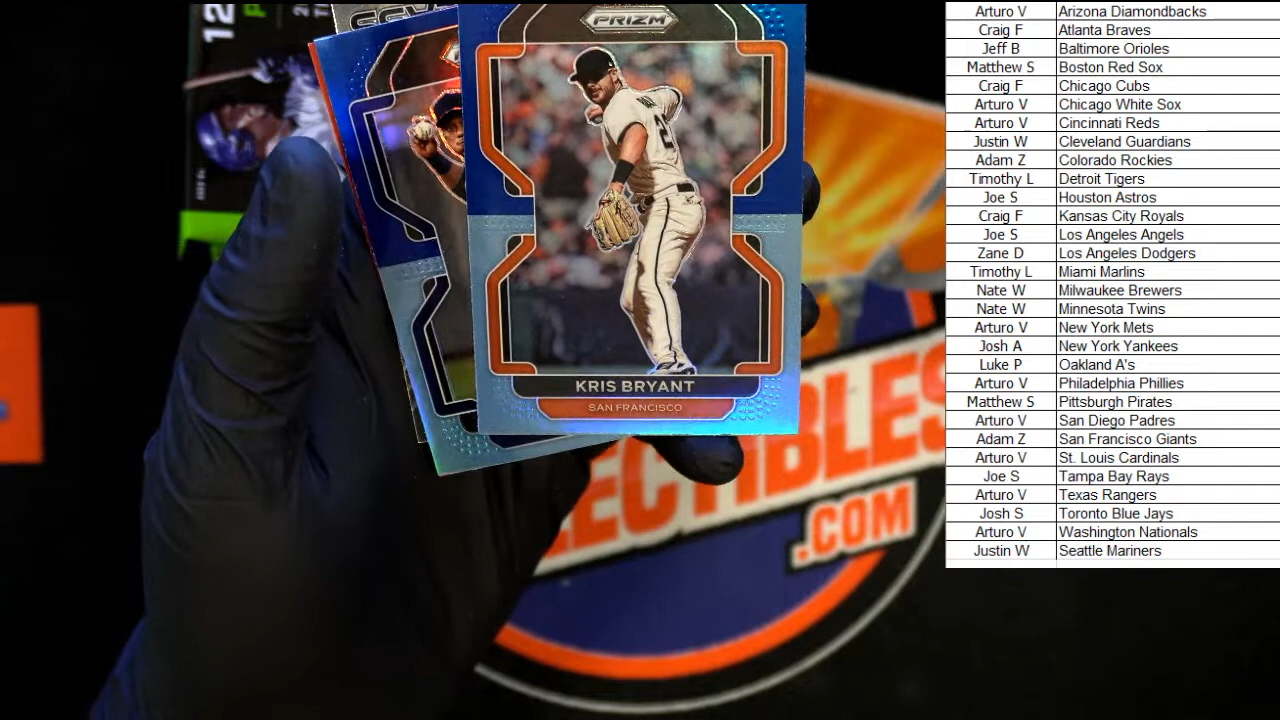 PRIZM
KRIS BRYANT
SAN FRANCISCO
.COM
Arturo V Arizona Diamondbacks
Craig F Atlanta Braves
Jeff B Baltimore Orioles
Matthew S Boston Red Sox
Craig F Chicago Cubs
Arturo V Chicago White Sox
Arturo V Cincinnati Reds
Justin W Cleveland Guardians
Adam Z Colorado Rockies
Timothy L Detroit Tigers
Joe S Houston Astros
Craig F Kansas City Royals
Joe S Los Angeles Angels
Zane D Los Angeles Dodgers
Timothy L Miami Marlins
Nate W Milwaukee Brewers
Nate W Minnesota Twins
Arturo V New York Mets
Josh A New York Yankees
Luke P Oakland A's
Arturo V Philadelphia Phillies
Matthew S Pittsburgh Pirates
Arturo V San Diego Padres
Adam Z San Francisco Giants
Arturo V St. Louis Cardinals
Joe S Tampa Bay Rays
Arturo V Texas Rangers
Josh S Toronto Blue Jays
Arturo V Washington Nationals
Justin W Seattle Mariners